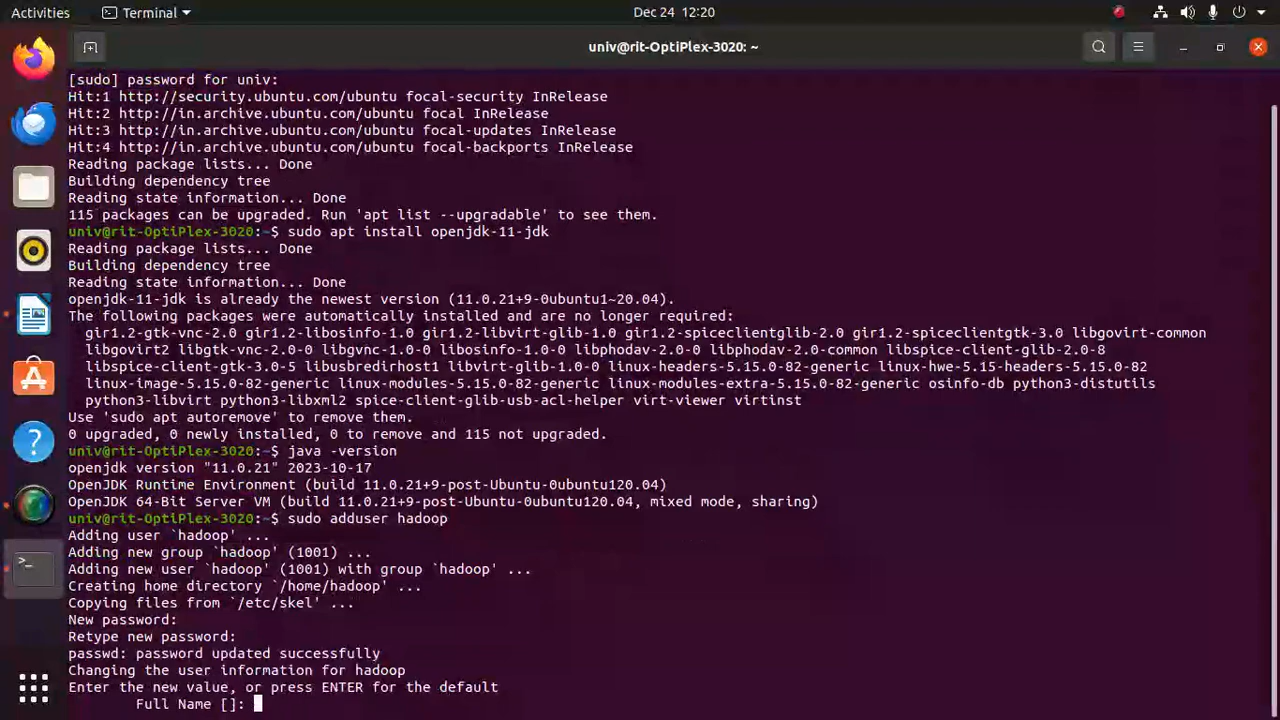 Activities
Terminal
Dec 24 12:20
univ@rit-OptiPlex-3020: ~
[sudo] password for univ:
Hit:1 http://security.ubuntu.com/ubuntu focal-security InRelease
Hit:2 http://in.archive.ubuntu.com/ubuntu focal InRelease
Hit:3 http://in.archive.ubuntu.com/ubuntu focal-updates InRelease
Hit:4 http://in.archive.ubuntu.com/ubuntu focal-backports InRelease
Reading package lists... Done
Building dependency tree
Reading state information... Done
115 packages can be upgraded. Run 'apt list --upgradable' to see them.
univ@rit-OptiPlex-3020:~$ sudo apt install openjdk-11-jdk
Reading package lists... Done
Building dependency tree
Reading state information... Done
openjdk-11-jdk is already the newest version (11.0.21+9-0ubuntu1~20.04).
The following packages were automatically installed and are no longer required:
gir1.2-gtk-vnc-2.0 gir1.2-libosinfo-1.0 gir1.2-libvirt-glib-1.0 gir1.2-spiceclientglib-2.0 gir1.2-spiceclientgtk-3.0 libgovirt-common
libgovirt2 libgtk-vnc-2.0-0 libgvnc-1.0-0 libosinfo-1.0-0 libphodav-2.0-0 libphodav-2.0-common libspice-client-glib-2.0-8
libspice-client-gtk-3.0-5 libusbredirhost1 libvirt-glib-1.0-0 linux-headers-5.15.0-82-generic linux-hwe-5.15-headers-5.15.0-82
linux-image-5.15.0-82-generic linux-modules-5.15.0-82-generic linux-modules-extra-5.15.0-82-generic osinfo-db python3-distutils
python3-libvirt python3-libxml2 spice-client-glib-usb-acl-helper virt-viewer virtinst
Use 'sudo apt autoremove' to remove them.
0 upgraded, 0 newly installed, 0 to remove and 115 not upgraded.
univ@rit-OptiPlex-3020:~$ java -version
openjdk version "11.0.21" 2023-10-17
OpenJDK Runtime Environment (build 11.0.21+9-post-Ubuntu-0ubuntu120.04)
OpenJDK 64-Bit Server VM (build 11.0.21+9-post-Ubuntu-0ubuntu120.04, mixed mode, sharing)
univ@rit-OptiPlex-3020:~$ sudo adduser hadoop
Adding user `hadoop' ...
Adding new group `hadoop' (1001) ...
Adding new user `hadoop' (1001) with group `hadoop' ...
Creating home directory `/home/hadoop' ...
Copying files from `/etc/skel' ...
New password:
Retype new password:
passwd: password updated successfully
Changing the user information for hadoop
Enter the new value, or press ENTER for the default
Full Name []: